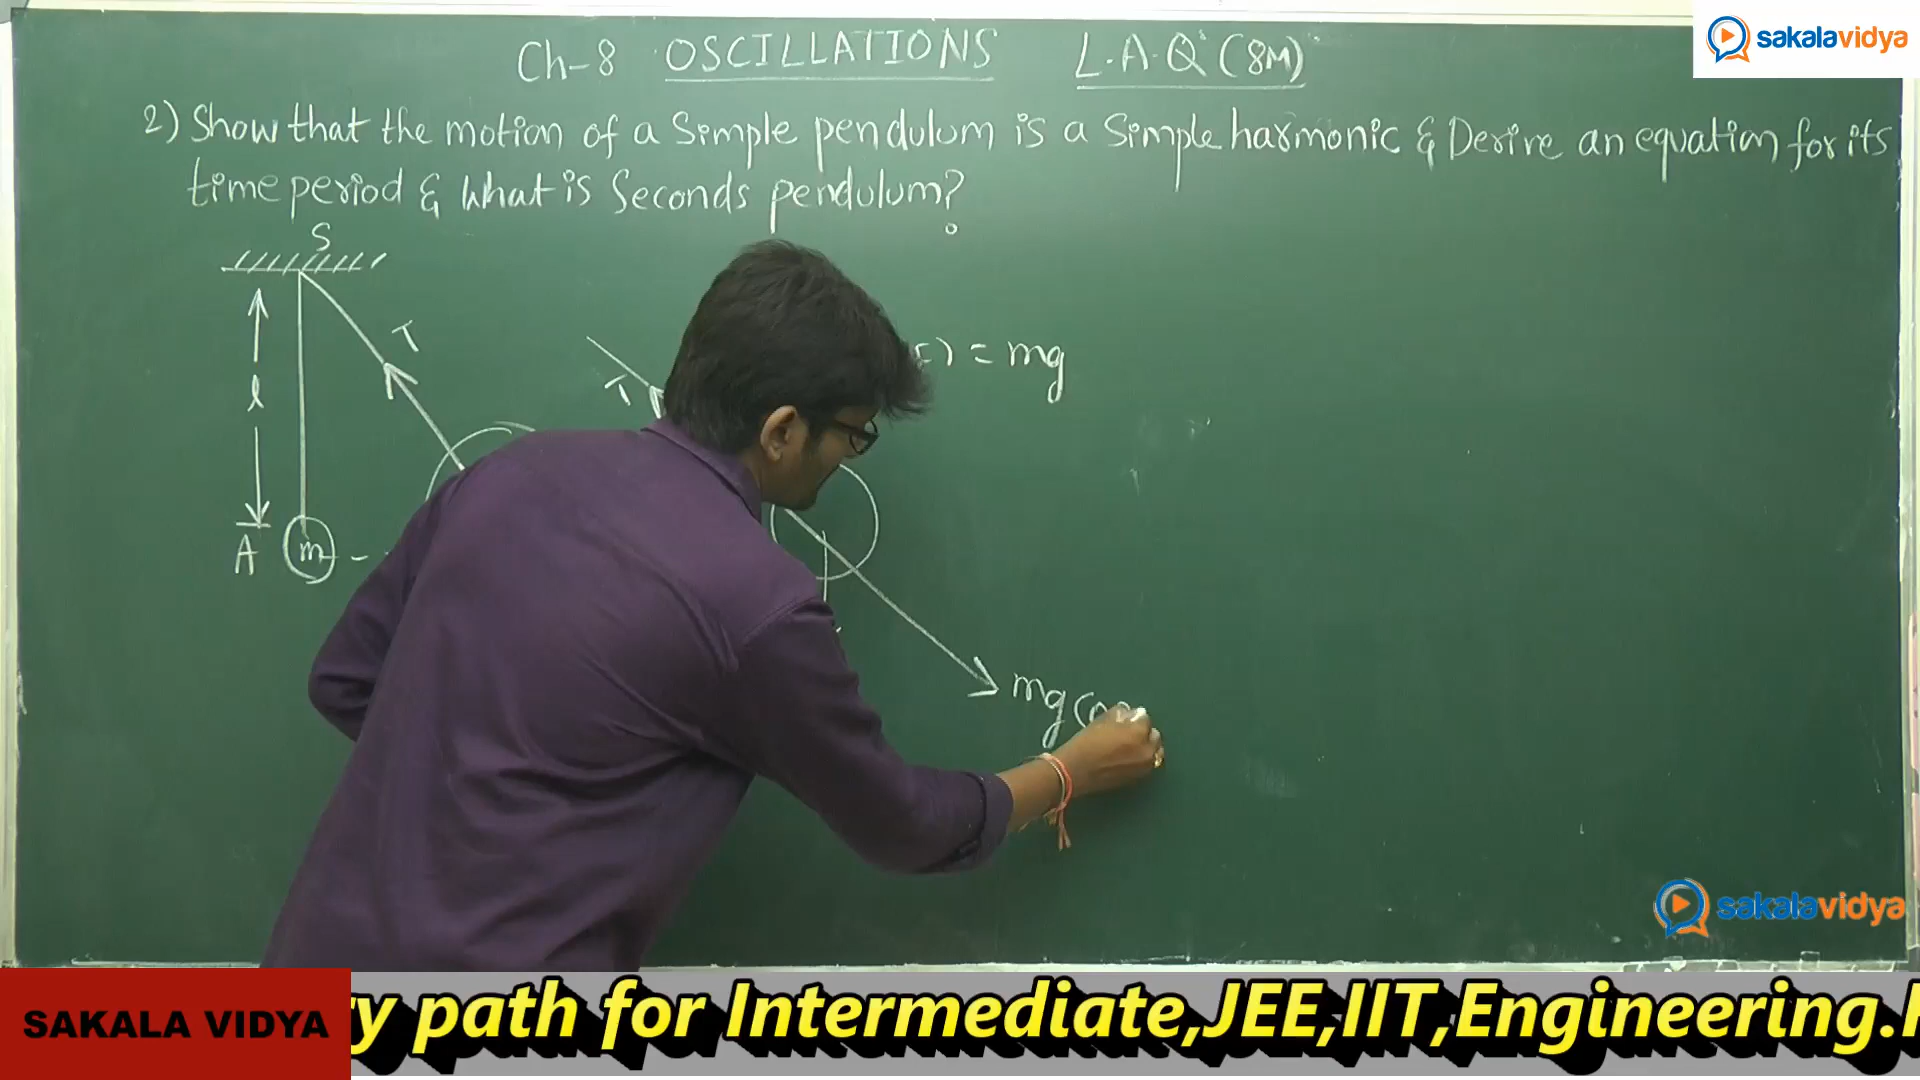 sakalavidya
Ch-8 OSCILLATIONS L.A.Q (8M)
2) Show that the motion of a Simple pendulum is a Simple harmonic & Derive an equation for its
time period & What is Seconds pendulum?
S
T
l
T
= mg
A
m
mg
sakalavidya
SAKALA VIDYA
path for Intermediate,JEE,IIT,Engineering.